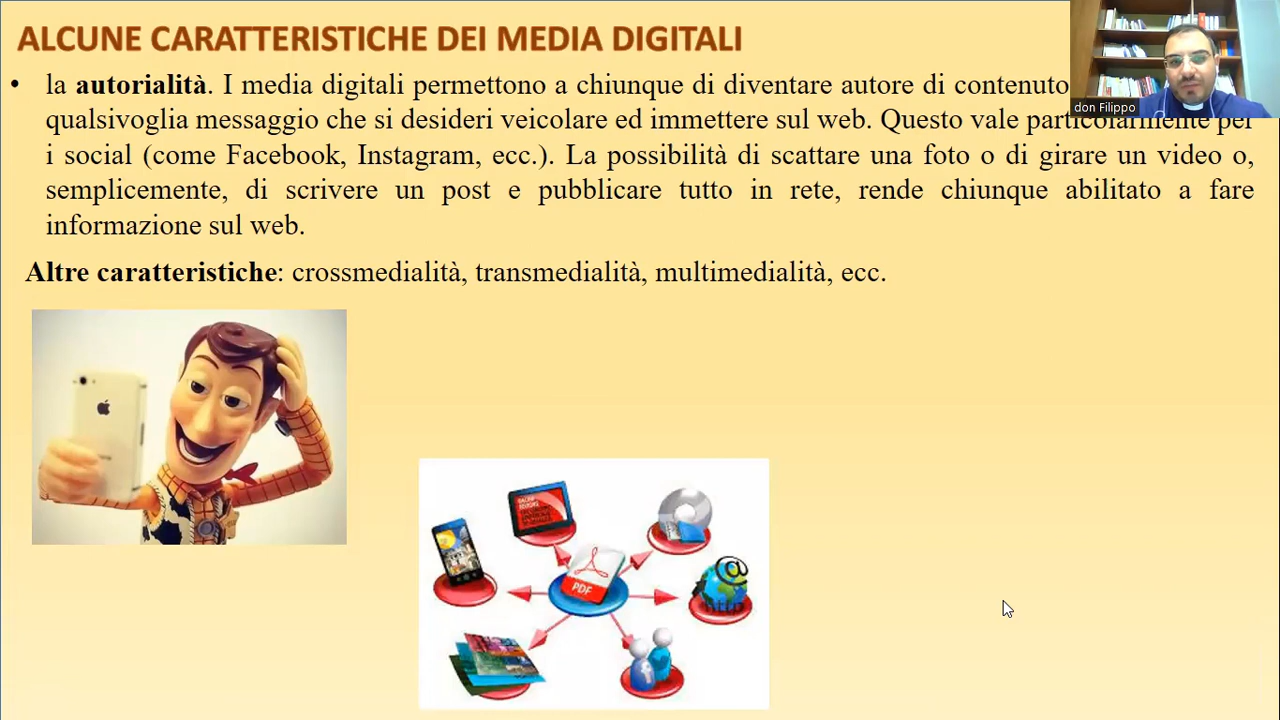 ALCUNE CARATTERISTICHE DEI MEDIA DIGITALI
• la autorialità. I media digitali permettono a chiunque di diventare autore di contenuto
don Filippo
qualsivoglia messaggio che si desideri veicolare ed immettere sul web. Questo vale particolarmente per
i social (come Facebook, Instagram, ecc.). La possibilità di scattare una foto o di girare un video o,
semplicemente, di scrivere un post e pubblicare tutto in rete, rende chiunque abilitato a fare
informazione sul web.
Altre caratteristiche: crossmedialità, transmedialità, multimedialità, ecc.
PDF
@
http
f